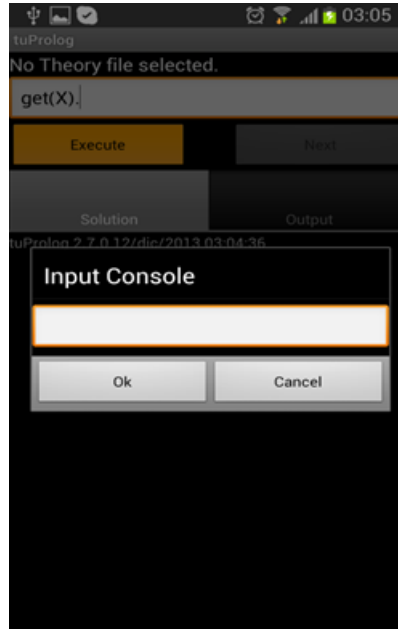 03:05
tuProlog
No Theory file selected.
get(X).
Execute Next
Solution Output
tuProlog 2.7.0 12/dic/2013 03:04:36
Input Console
Ok Cancel